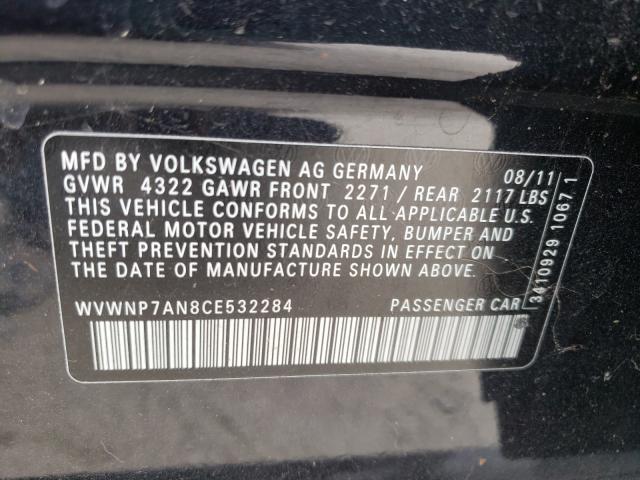 MFD BY VOLKSWAGEN AG GERMANY 08/11
GVWR 4322 GAWR FRONT 2271 / REAR 2117 LBS
THIS VEHICLE CONFORMS TO ALL APPLICABLE U.S.
FEDERAL MOTOR VEHICLE SAFETY, BUMPER AND
THEFT PREVENTION STANDARDS IN EFFECT ON
THE DATE OF MANUFACTURE SHOWN ABOVE.
WVWNP7AN8CE532284 PASSENGER CAR
3410929 1067 1